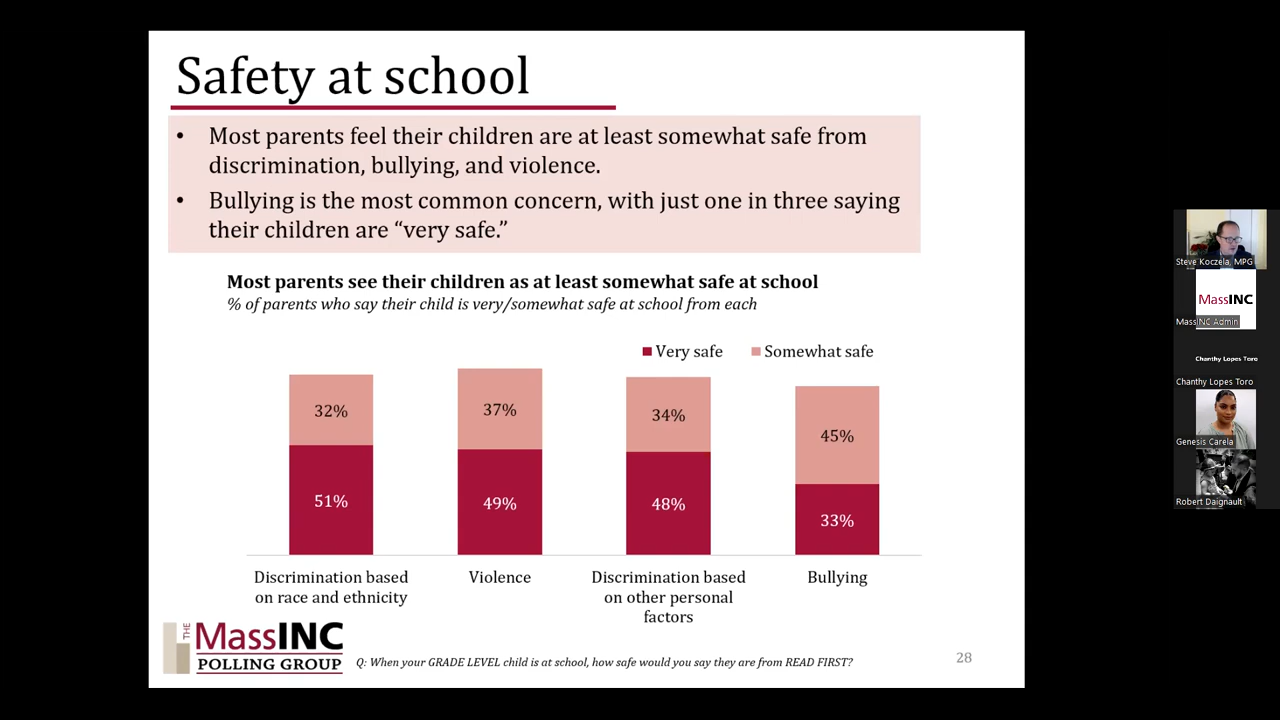 Safety at school
• Most parents feel their children are at least somewhat safe from
discrimination, bullying, and violence.
• Bullying is the most common concern, with just one in three saying
their children are “very safe.”
Most parents see their children as at least somewhat safe at school
% of parents who say their child is very/somewhat safe at school from each
Very safe Somewhat safe
32% 37% 34% 45%
51% 49% 48% 33%
Discrimination based
on race and ethnicity
Violence
Discrimination based
on other personal
factors
Bullying
THE
MassINC
POLLING GROUP
Q: When your GRADE LEVEL child is at school, how safe would you say they are from READ FIRST?
28
Steve Koczela, MPG
MassINC
MassINC Admin
Chanthy Lopes Toro
Chanthy Lopes Toro
Genesis Carela
Robert Daignault